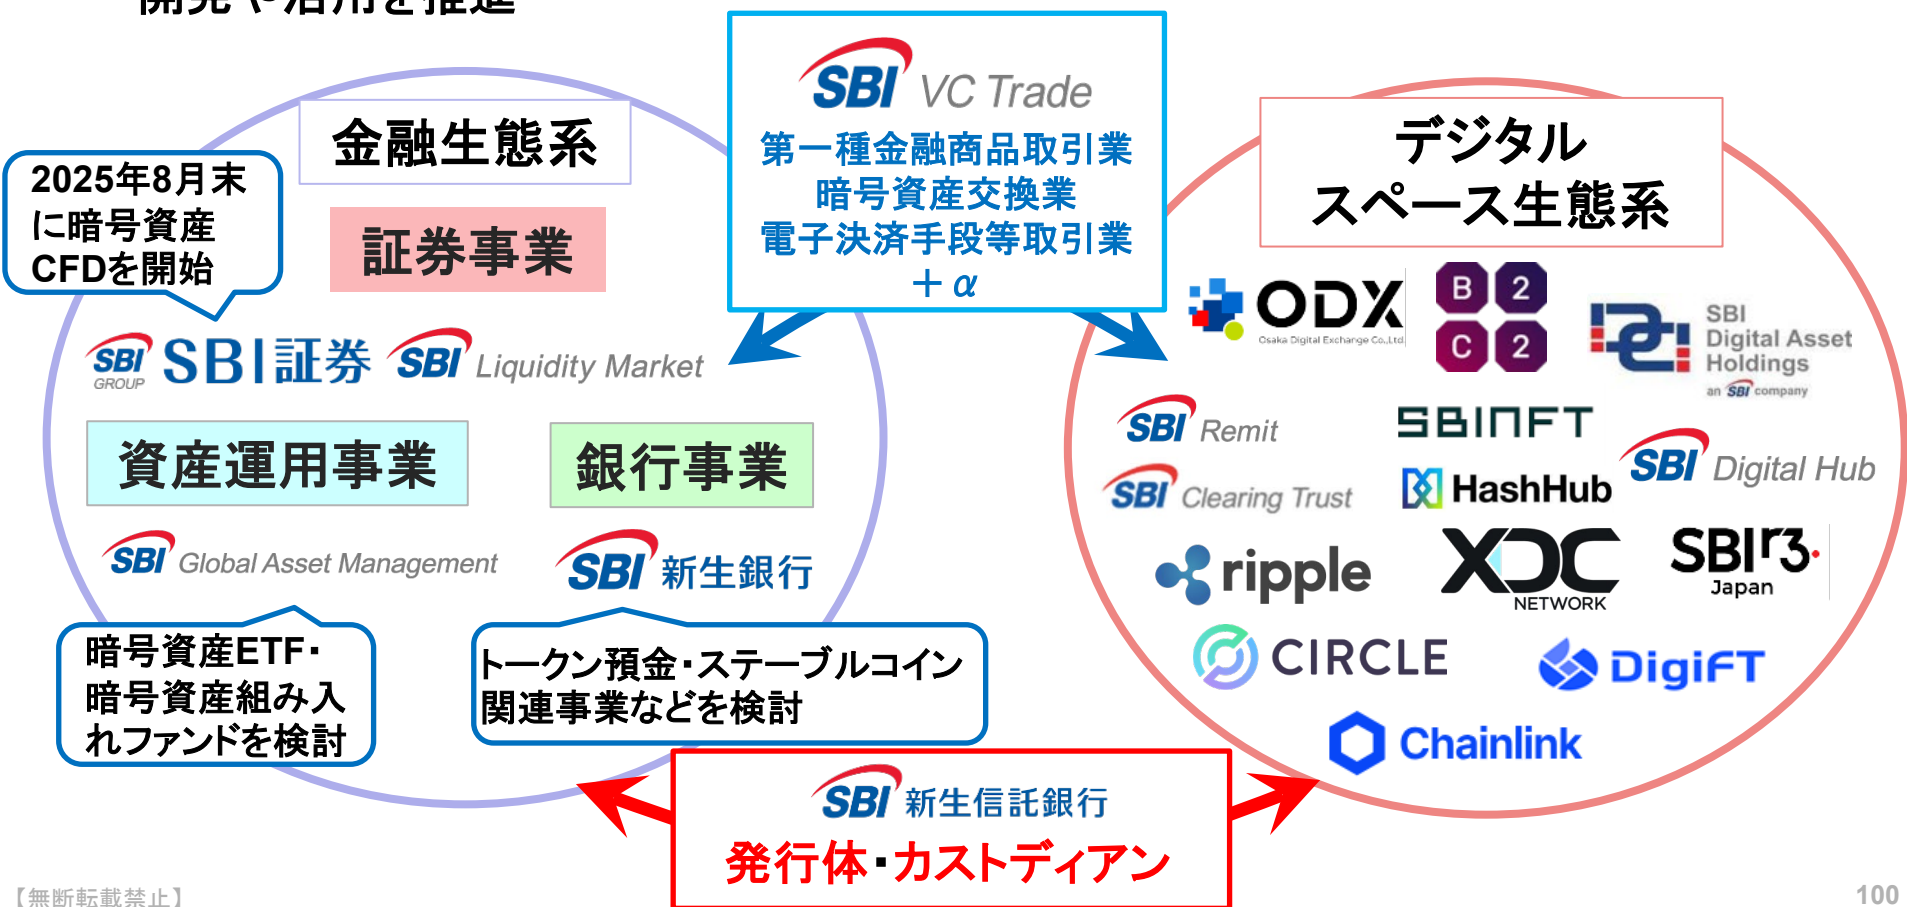 開発や活用を推進
SBI VC Trade
第一種金融商品取引業
暗号資産交換業
電子決済手段等取引業
＋α
金融生態系
2025年8月末
に暗号資産
CFDを開始
証券事業
SBI GROUP SBI証券
SBI Liquidity Market
資産運用事業
銀行事業
SBI Global Asset Management
SBI 新生銀行
暗号資産ETF・
暗号資産組み入
れファンドを検討
トークン預金・ステーブルコイン
関連事業などを検討
デジタル
スペース生態系
ODX
Osaka Digital Exchange Co.,Ltd.
B2
C2
SBI
Digital Asset
Holdings
an SBI company
SBI Remit
SBINFT
SBI Clearing Trust
HashHub
SBI Digital Hub
ripple
XDC
NETWORK
SBI r3
Japan
CIRCLE
DigiFT
Chainlink
SBI 新生信託銀行
発行体・カストディアン
【無断転載禁止】
100